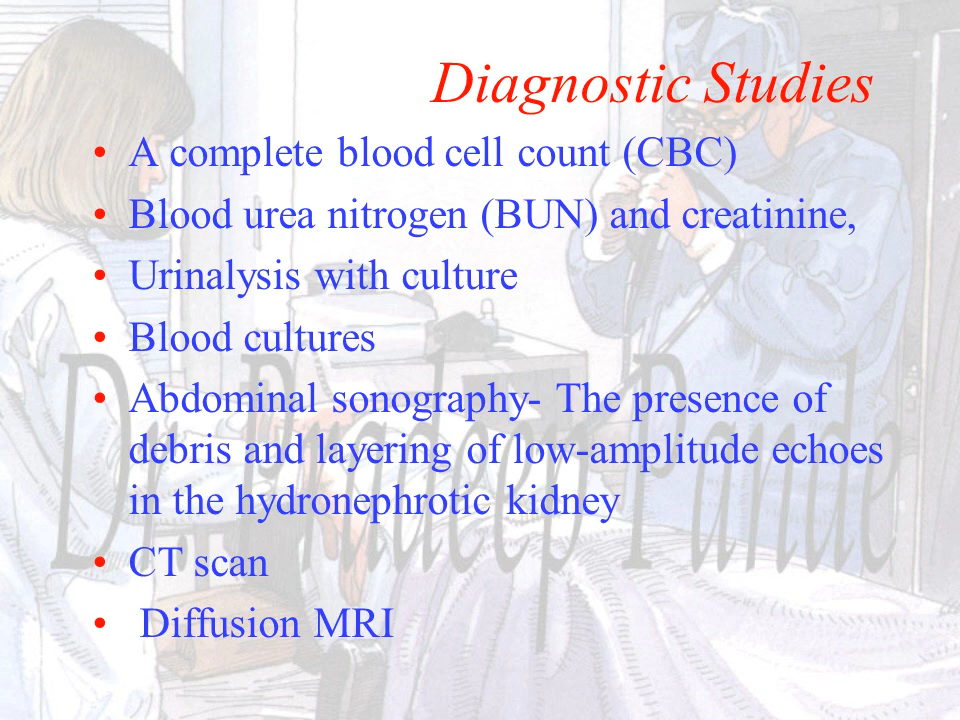 Diagnostic Studies
• A complete blood cell count (CBC)
• Blood urea nitrogen (BUN) and creatinine,
• Urinalysis with culture
• Blood cultures
• Abdominal sonography- The presence of
debris and layering of low-amplitude echoes
in the hydronephrotic kidney
• CT scan
• Diffusion MRI
Dr. Pradeep Pande